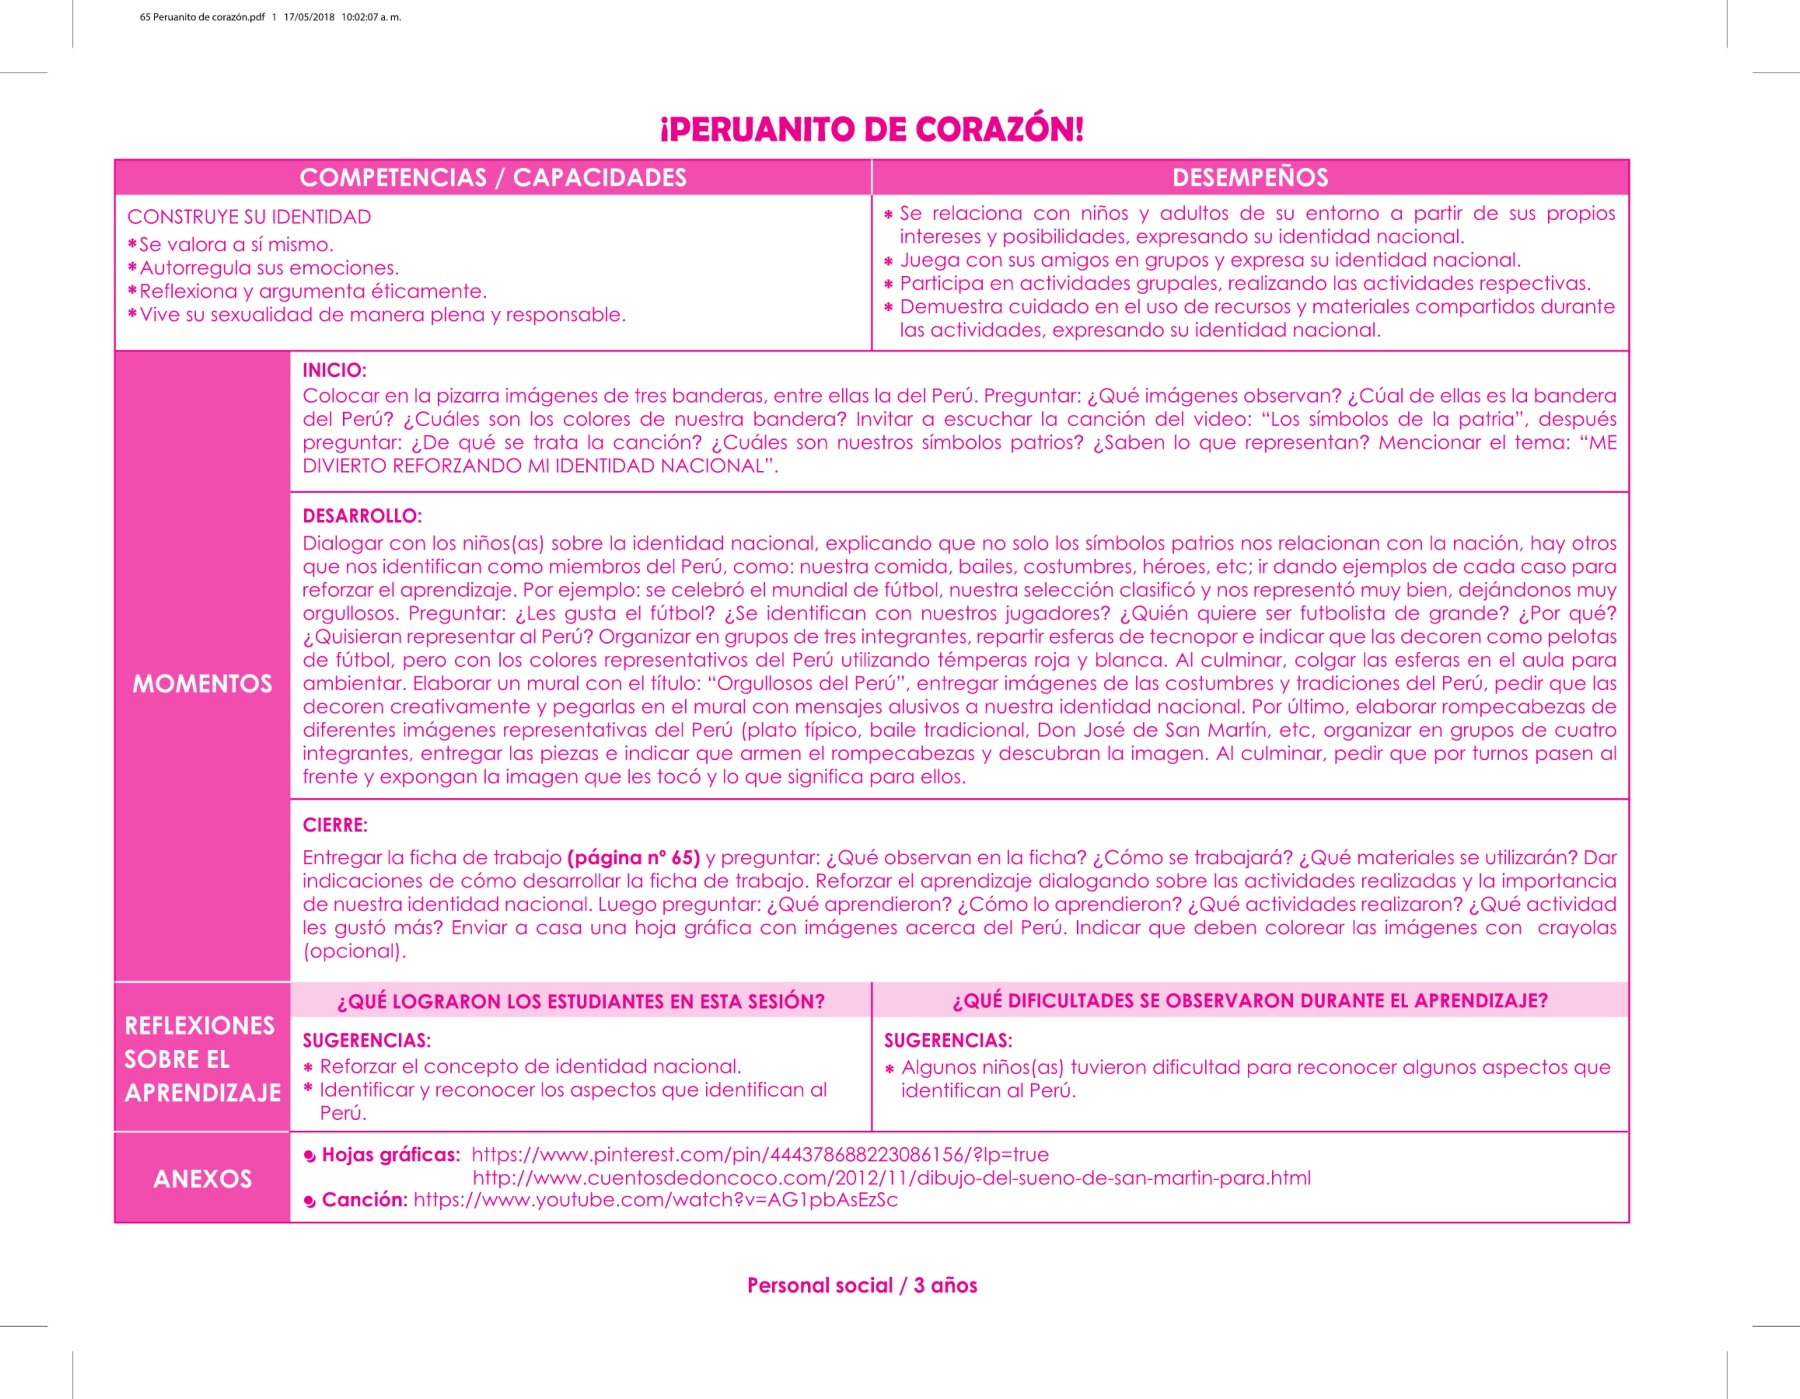 65 Peruanito de corazón.pdf 1 17/05/2018 10:02:07 a. m.
¡PERUANITO DE CORAZÓN!
COMPETENCIAS / CAPACIDADES
DESEMPEÑOS
CONSTRUYE SU IDENTIDAD
* Se valora a sí mismo.
* Autorregula sus emociones.
* Reflexiona y argumenta éticamente.
* Vive su sexualidad de manera plena y responsable.
* Se relaciona con niños y adultos de su entorno a partir de sus propios
intereses y posibilidades, expresando su identidad nacional.
* Juega con sus amigos en grupos y expresa su identidad nacional.
* Participa en actividades grupales, realizando las actividades respectivas.
* Demuestra cuidado en el uso de recursos y materiales compartidos durante
las actividades, expresando su identidad nacional.
MOMENTOS
INICIO:
Colocar en la pizarra imágenes de tres banderas, entre ellas la del Perú. Preguntar: ¿Qué imágenes observan? ¿Cúal de ellas es la bandera
del Perú? ¿Cuáles son los colores de nuestra bandera? Invitar a escuchar la canción del video: “Los símbolos de la patria”, después
preguntar: ¿De qué se trata la canción? ¿Cuáles son nuestros símbolos patrios? ¿Saben lo que representan? Mencionar el tema: “ME
DIVIERTO REFORZANDO MI IDENTIDAD NACIONAL”.
DESARROLLO:
Dialogar con los niños(as) sobre la identidad nacional, explicando que no solo los símbolos patrios nos relacionan con la nación, hay otros
que nos identifican como miembros del Perú, como: nuestra comida, bailes, costumbres, héroes, etc; ir dando ejemplos de cada caso para
reforzar el aprendizaje. Por ejemplo: se celebró el mundial de fútbol, nuestra selección clasificó y nos representó muy bien, dejándonos muy
orgullosos. Preguntar: ¿Les gusta el fútbol? ¿Se identifican con nuestros jugadores? ¿Quién quiere ser futbolista de grande? ¿Por qué?
¿Quisieran representar al Perú? Organizar en grupos de tres integrantes, repartir esferas de tecnopor e indicar que las decoren como pelotas
de fútbol, pero con los colores representativos del Perú utilizando témperas roja y blanca. Al culminar, colgar las esferas en el aula para
ambientar. Elaborar un mural con el título: “Orgullosos del Perú”, entregar imágenes de las costumbres y tradiciones del Perú, pedir que las
decoren creativamente y pegarlas en el mural con mensajes alusivos a nuestra identidad nacional. Por último, elaborar rompecabezas de
diferentes imágenes representativas del Perú (plato típico, baile tradicional, Don José de San Martín, etc, organizar en grupos de cuatro
integrantes, entregar las piezas e indicar que armen el rompecabezas y descubran la imagen. Al culminar, pedir que por turnos pasen al
frente y expongan la imagen que les tocó y lo que significa para ellos.
CIERRE:
Entregar la ficha de trabajo (página nº 65) y preguntar: ¿Qué observan en la ficha? ¿Cómo se trabajará? ¿Qué materiales se utilizarán? Dar
indicaciones de cómo desarrollar la ficha de trabajo. Reforzar el aprendizaje dialogando sobre las actividades realizadas y la importancia
de nuestra identidad nacional. Luego preguntar: ¿Qué aprendieron? ¿Cómo lo aprendieron? ¿Qué actividades realizaron? ¿Qué actividad
les gustó más? Enviar a casa una hoja gráfica con imágenes acerca del Perú. Indicar que deben colorear las imágenes con crayolas
(opcional).
REFLEXIONES
SOBRE EL
APRENDIZAJE
¿QUÉ LOGRARON LOS ESTUDIANTES EN ESTA SESIÓN?
SUGERENCIAS:
* Reforzar el concepto de identidad nacional.
* Identificar y reconocer los aspectos que identifican al
Perú.
¿QUÉ DIFICULTADES SE OBSERVARON DURANTE EL APRENDIZAJE?
SUGERENCIAS:
* Algunos niños(as) tuvieron dificultad para reconocer algunos aspectos que
identifican al Perú.
ANEXOS
Hojas gráficas: https://www.pinterest.com/pin/444378688223086156/?lp=true
http://www.cuentosdedoncoco.com/2012/11/dibujo-del-sueno-de-san-martin-para.html
Canción: https://www.youtube.com/watch?v=AG1pbAsEzSc
Personal social / 3 años